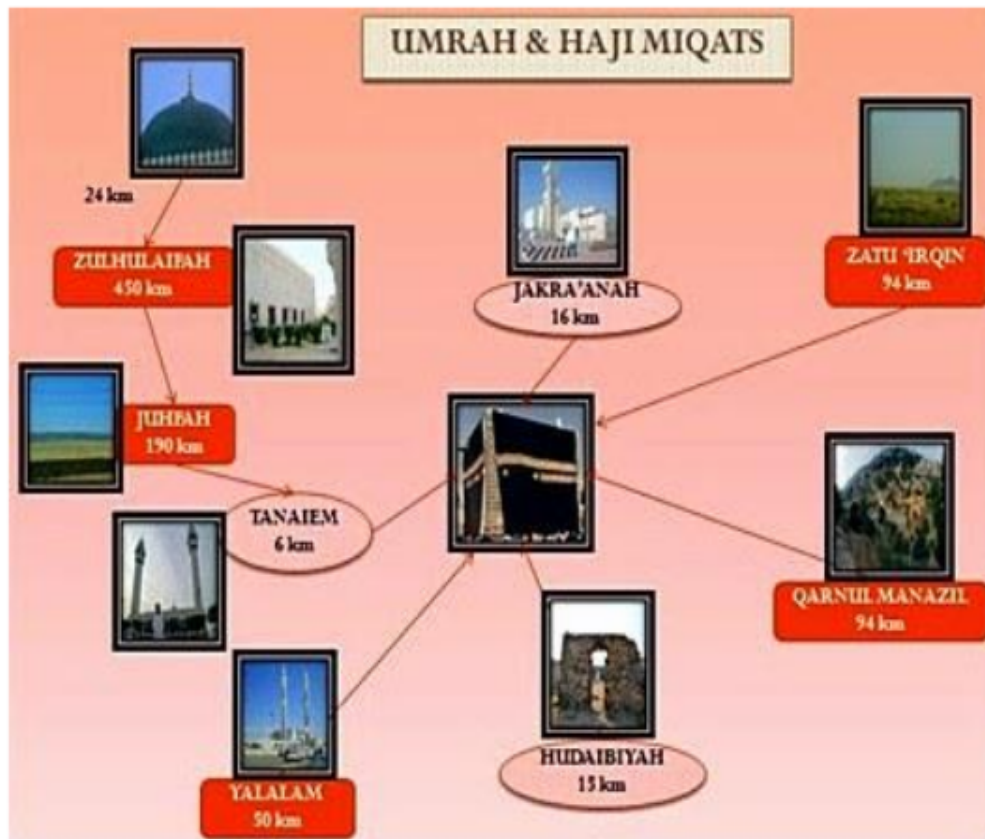 UMRAH & HAJI MIQATS
24 km
ZULHULAIFAH
450 km
JAKRA'ANAH
16 km
ZATU 'IRQIN
94 km
JUHFAH
190 km
TANAIEM
6 km
QARNUL MANAZIL
94 km
HUDAIBIYAH
15 km
YALALAM
50 km